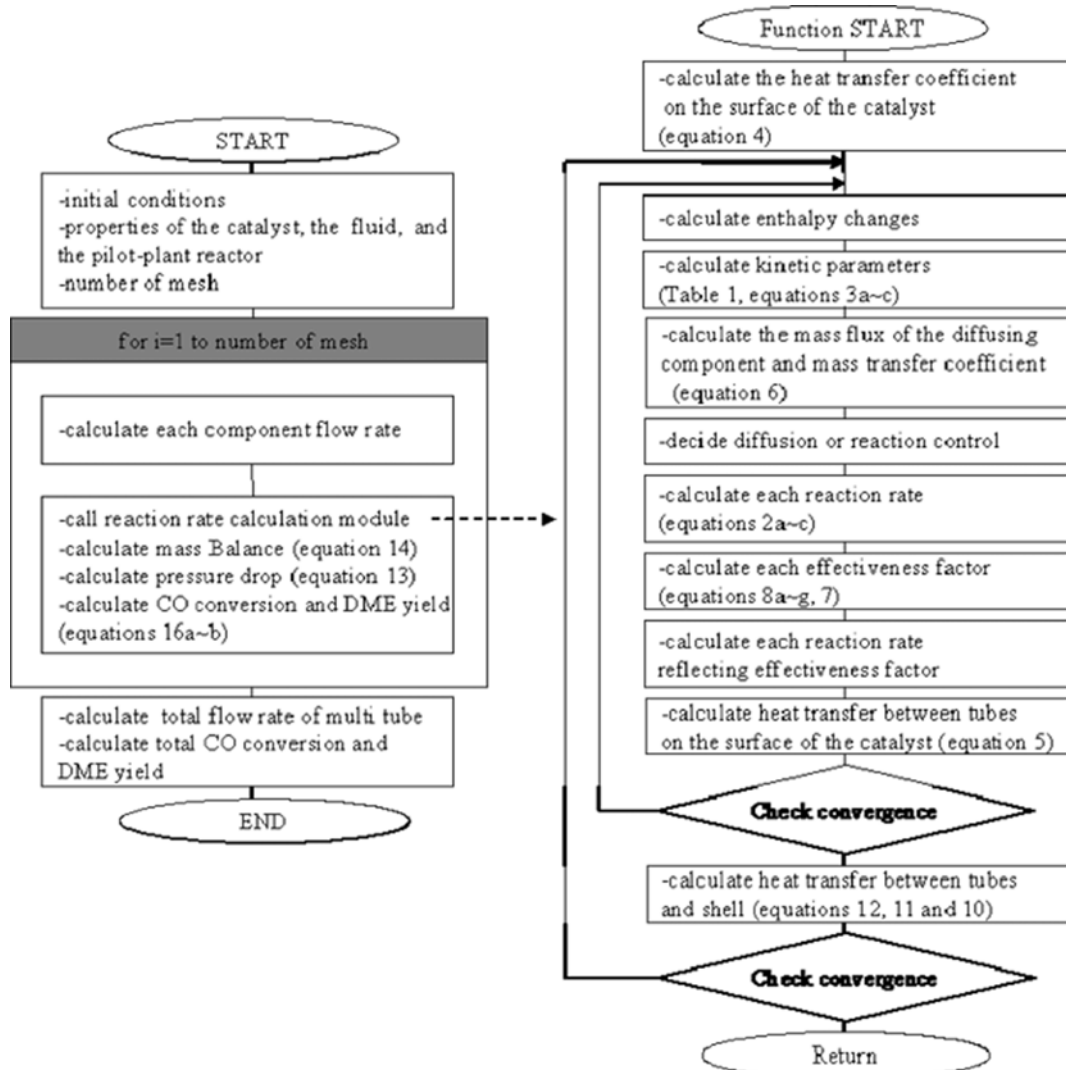 START
-initial conditions
-properties of the catalyst, the fluid, and
the pilot-plant reactor
-number of mesh
for i=1 to number of mesh
-calculate each component flow rate
-call reaction rate calculation module
-calculate mass Balance (equation 14)
-calculate pressure drop (equation 13)
-calculate CO conversion and DME yield
(equations 16a~b)
-calculate total flow rate of multi tube
-calculate total CO conversion and
DME yield
END
Function START
-calculate the heat transfer coefficient
on the surface of the catalyst
(equation 4)
-calculate enthalpy changes
-calculate kinetic parameters
(Table 1, equations 3a~c)
-calculate the mass flux of the diffusing
component and mass transfer coefficient
(equation 6)
-decide diffusion or reaction control
-calculate each reaction rate
(equations 2a~c)
-calculate each effectiveness factor
(equations 8a~g, 7)
-calculate each reaction rate
reflecting effectiveness factor
-calculate heat transfer between tubes
on the surface of the catalyst (equation 5)
Check convergence
-calculate heat transfer between tubes
and shell (equations 12, 11 and 10)
Check convergence
Return